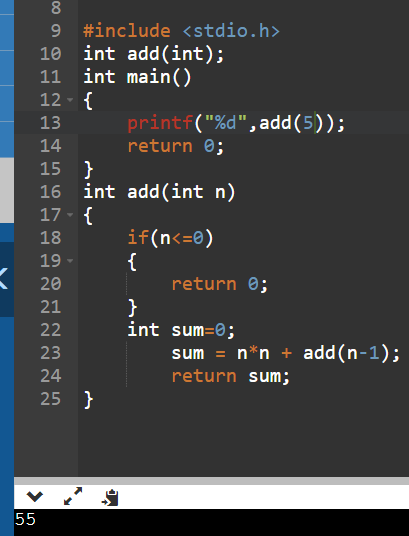 8
9 #include <stdio.h>
10 int add(int);
11 int main()
12 {
13 printf("%d",add(5));
14 return 0;
15 }
16 int add(int n)
17 {
18 if(n<=0)
19 {
20 return 0;
21 }
22 int sum=0;
23 sum = n*n + add(n-1);
24 return sum;
25 }
55